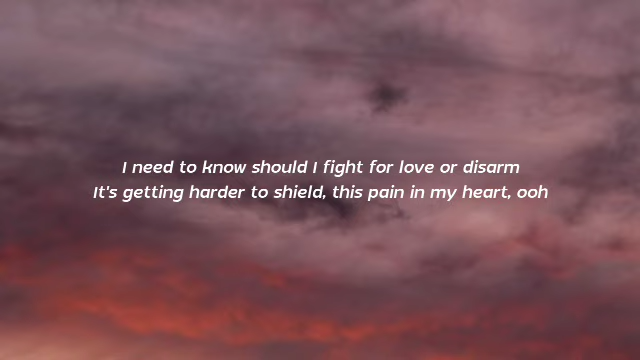 I need to know should I fight for love or disarm
It's getting harder to shield, this pain in my heart, ooh